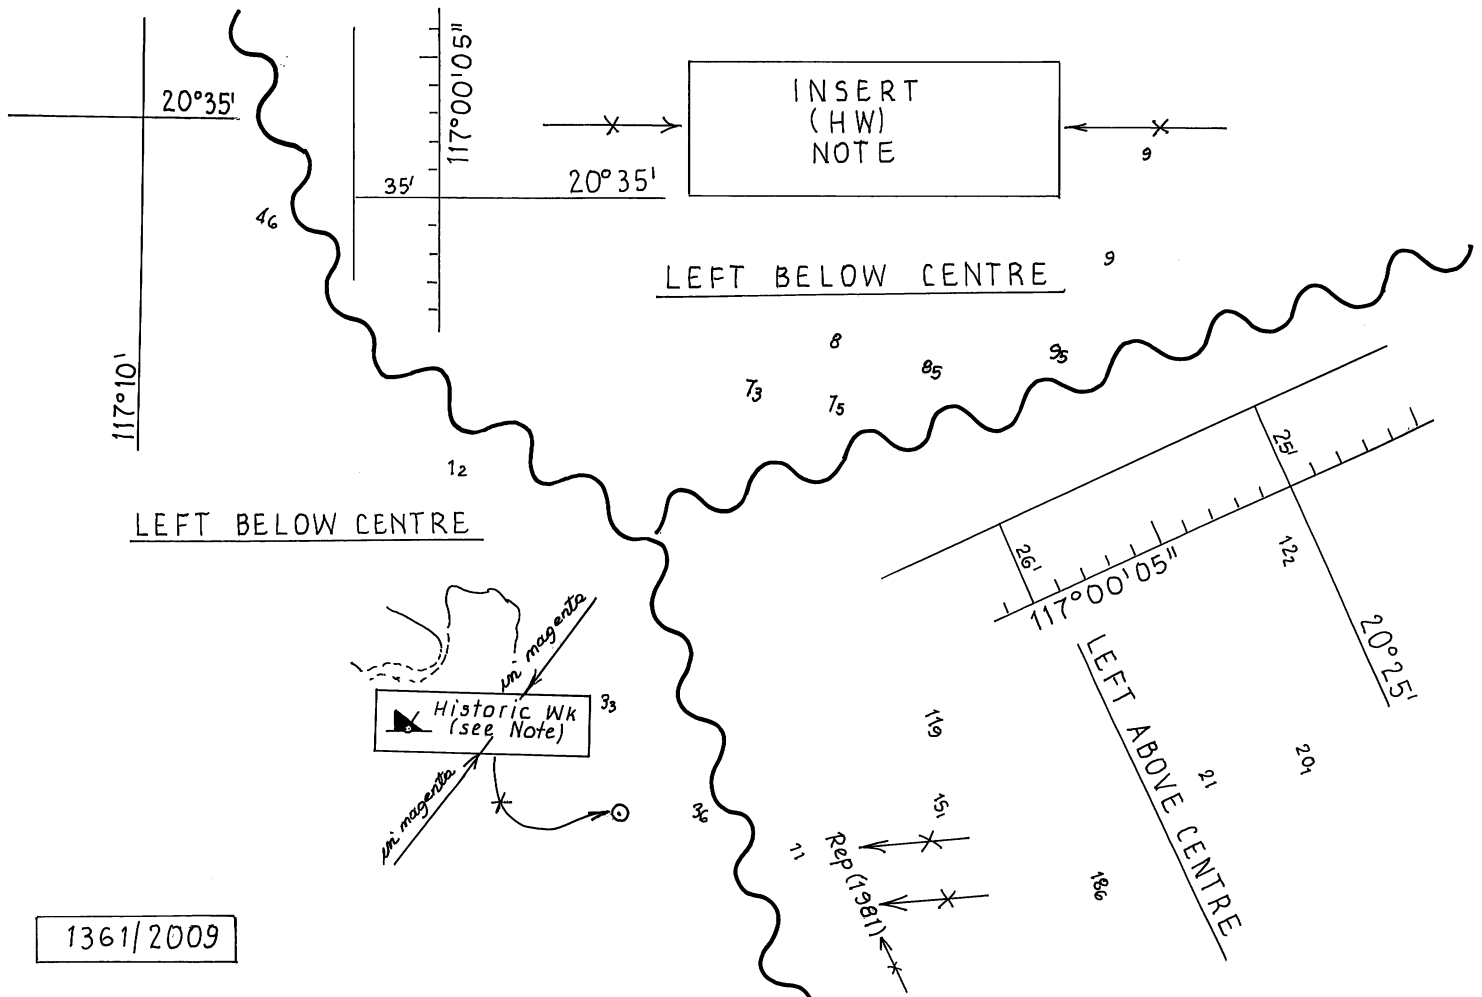 20°35'
117°10'
4₆
1₂
LEFT BELOW CENTRE
in magenta
Historic Wk
(see Note)
3₃
in magenta
3₆
1361/2009
117°00'05"
35'
20°35'
INSERT
(HW)
NOTE
9
LEFT BELOW CENTRE
9
8
9₅
8₅
7₃
7₅
25'
26'
117°00'05"
12₂
20°25'
LEFT ABOVE CENTRE
11₉
20₁
21
15₁
11
Rep(1981)
18₆